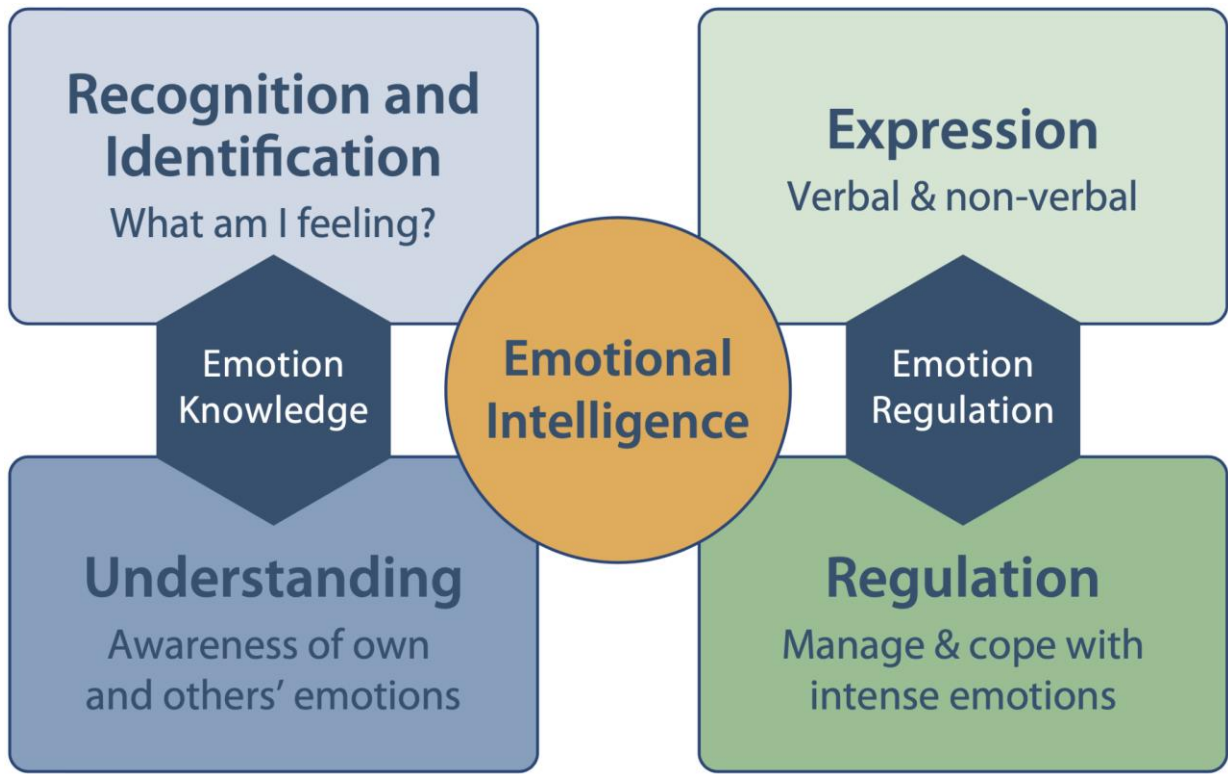 Recognition and
Identification
What am I feeling?
Expression
Verbal & non-verbal
Emotion
Knowledge
Emotional
Intelligence
Emotion
Regulation
Understanding
Awareness of own
and others’ emotions
Regulation
Manage & cope with
intense emotions